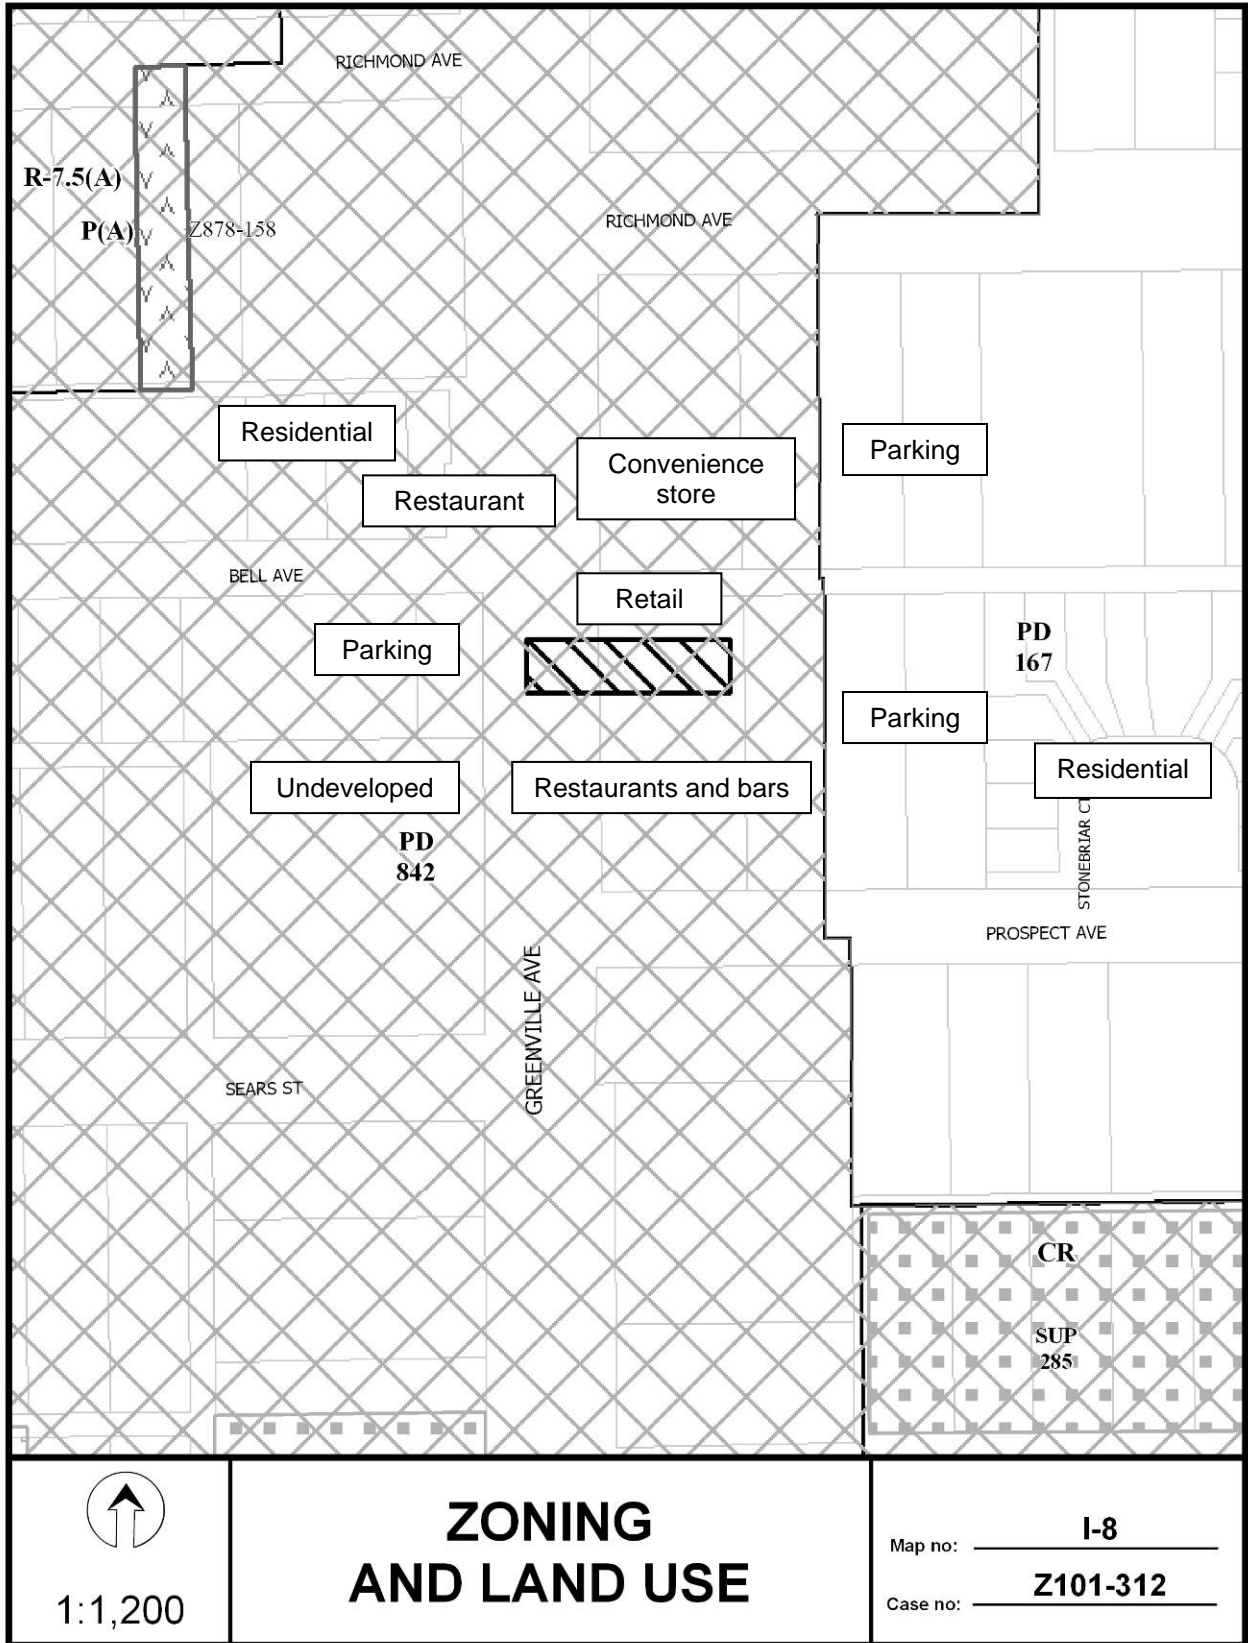 RICHMOND AVE
R-7.5(A)
P(A)
Z878-158
RICHMOND AVE
Residential
Restaurant
Convenience
store
Parking
BELL AVE
Retail
Parking
PD
167
Parking
Residential
Undeveloped
Restaurants and bars
STONEBRIAR CT
PD
842
PROSPECT AVE
GREENVILLE AVE
SEARS ST
CR
SUP
285
1:1,200
ZONING
AND LAND USE
Map no: I-8
Case no: Z101-312